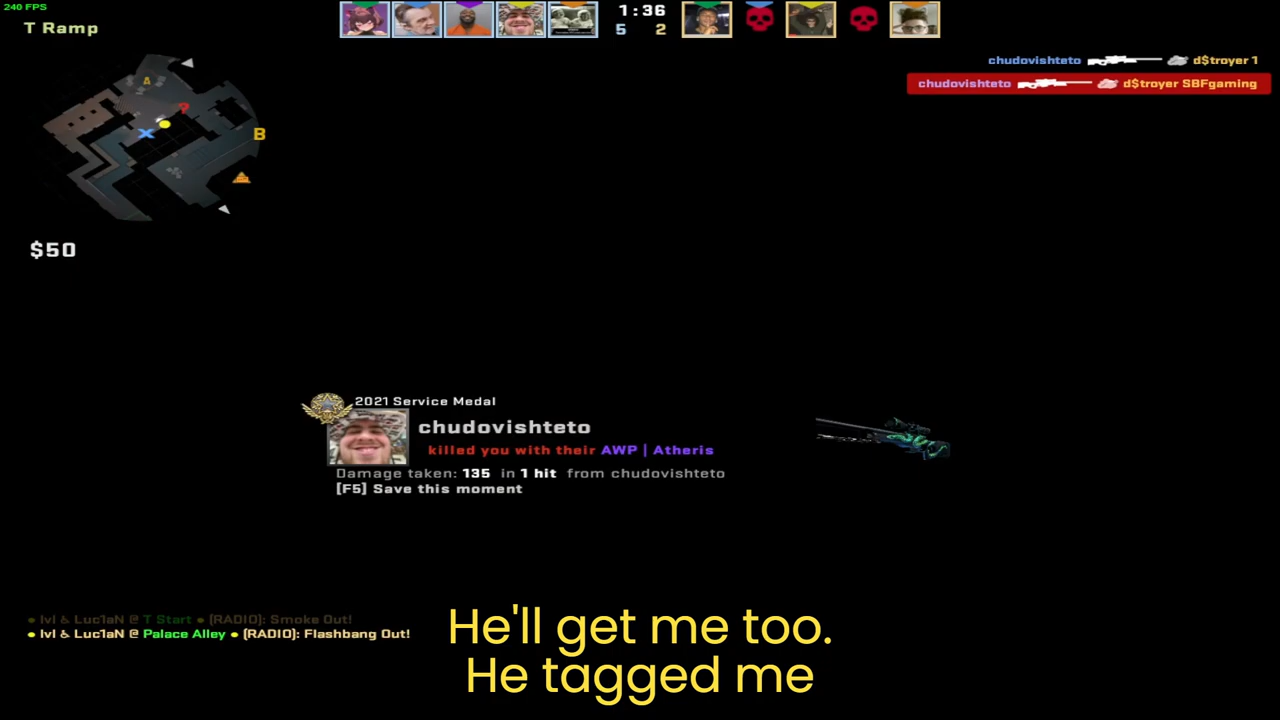 240 FPS
T Ramp
1:36
5 2
chudovishteto d$troyer 1
chudovishteto d$troyer SBFgaming
A
?
B
$50
2021 Service Medal
chudovishteto
killed you with their AWP | Atheris
Damage taken: 135 in 1 hit from chudovishteto
[F5] Save this moment
● lvl ♿ Luc1aN @ T Start ● (RADIO): Smoke Out!
● lvl ♿ Luc1aN @ Palace Alley ● (RADIO): Flashbang Out!
He'll get me too.
He tagged me